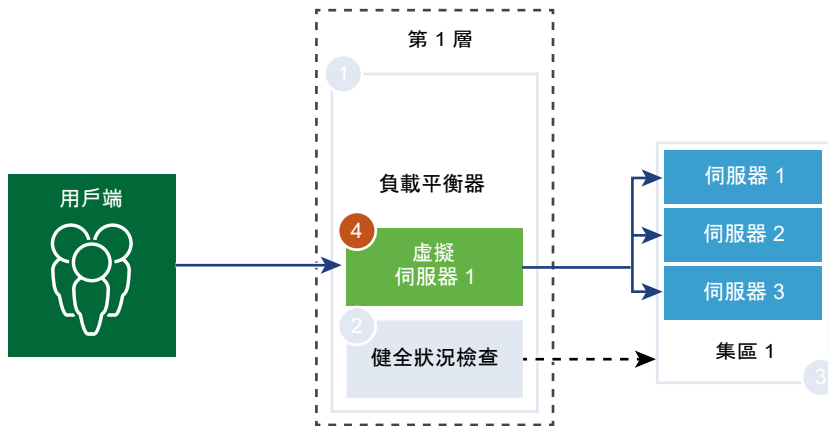 第 1 層
1
用戶端
負載平衡器
4
虛擬
伺服器 1
2
健全狀況檢查
伺服器 1
伺服器 2
伺服器 3
集區 1
3